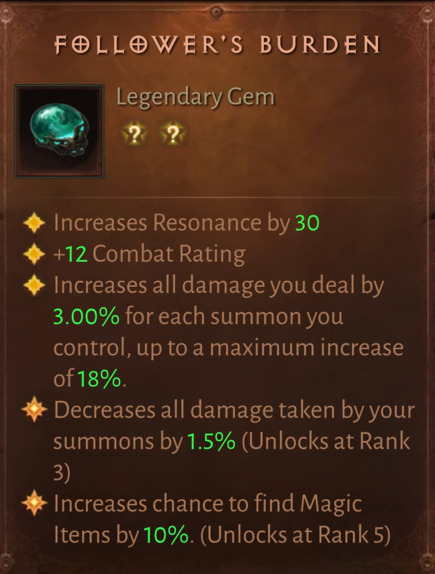 FOLLOWER'S BURDEN
Legendary Gem
? ?
Increases Resonance by 30
+12 Combat Rating
Increases all damage you deal by
3.00% for each summon you
control, up to a maximum increase
of 18%.
Decreases all damage taken by your
summons by 1.5% (Unlocks at Rank
3)
Increases chance to find Magic
Items by 10%. (Unlocks at Rank 5)